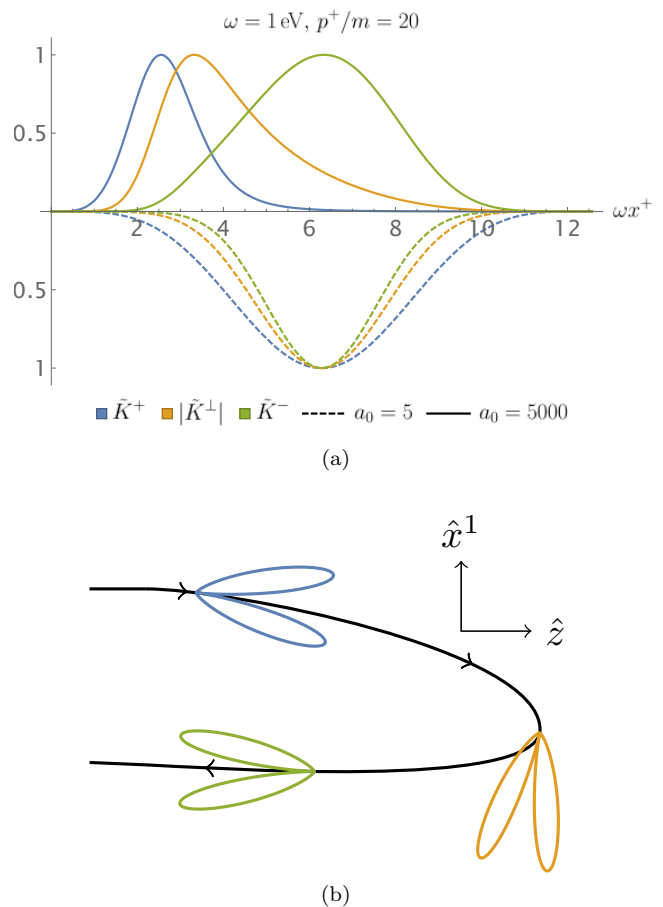 ω = 1 eV, p⁺/m = 20
1
0.5
2 4 6 8 10 12 ωx⁺
0.5
1
K̃⁺ |K̃^⊥| K̃⁻ a₀ = 5 a₀ = 5000
(a)
x̂¹
ẑ
(b)